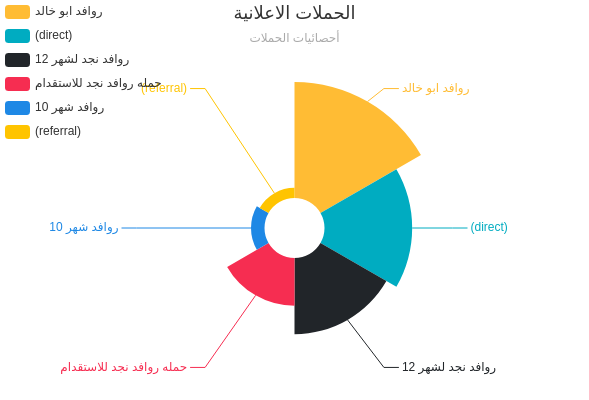 الحملات الاعلانية
أحصائيات الحملات
روافد ابو خالد
(direct)
روافد نجد لشهر 12
حمله روافد نجد للاستقدام
روافد شهر 10
(referral)
(referral)
روافد ابو خالد
روافد شهر 10
(direct)
حمله روافد نجد للاستقدام
روافد نجد لشهر 12